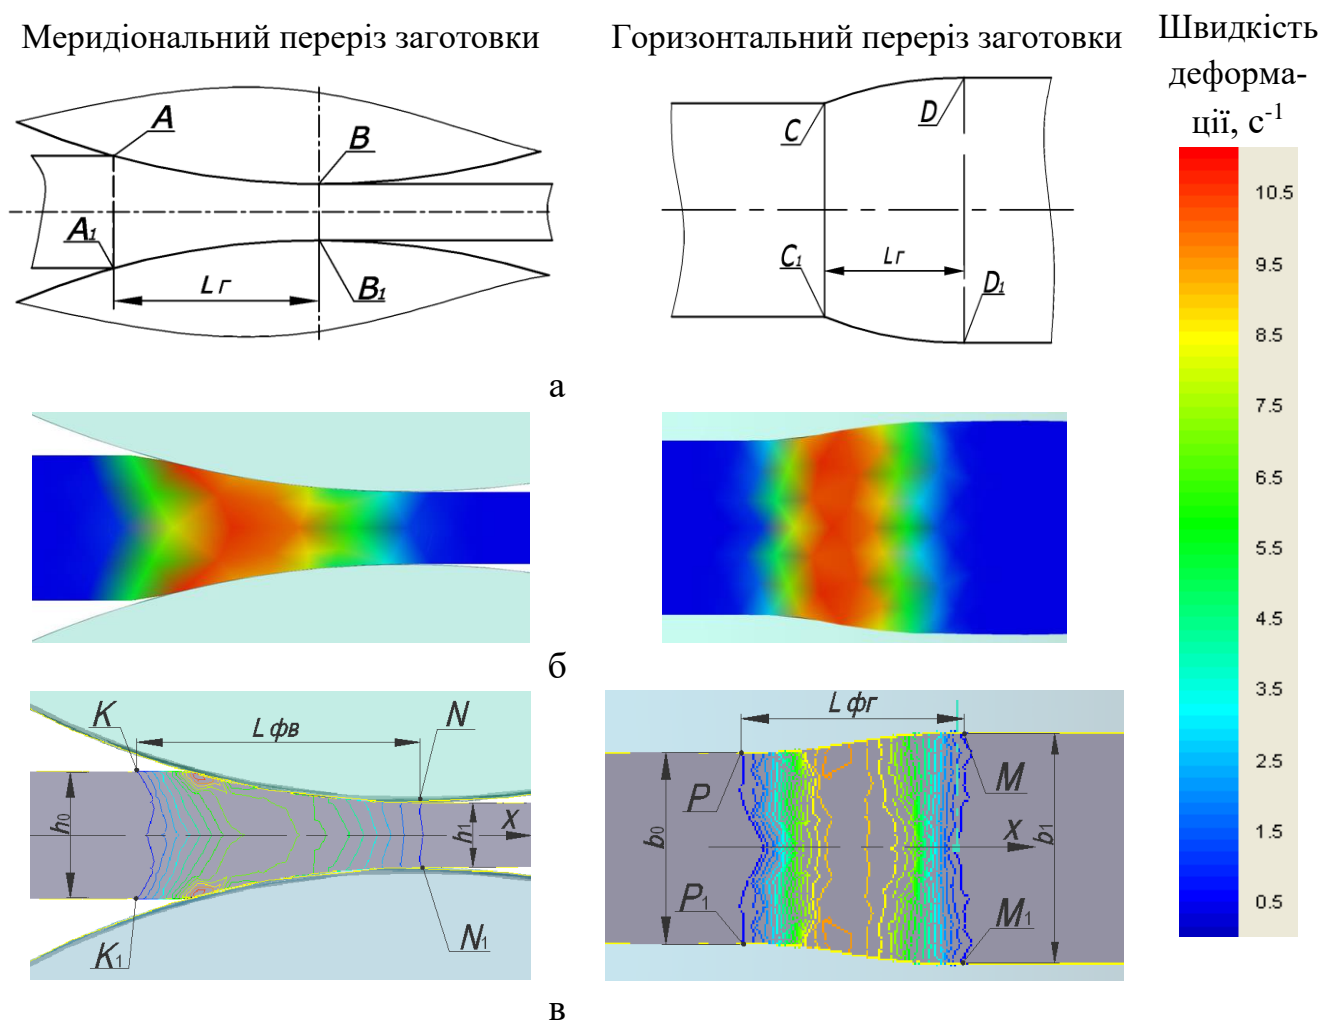 Меридіональний переріз заготовки
Горизонтальний переріз заготовки
Швидкість
деформа-
ції, с-1
A
B
A1
B1
Lг
C
D
C1
D1
Lг
а
б
10.5
9.5
8.5
7.5
6.5
5.5
4.5
3.5
2.5
1.5
0.5
K
N
L фв
h0
h1
X
K1
N1
L фг
P
M
b0
b1
X
P1
M1
в